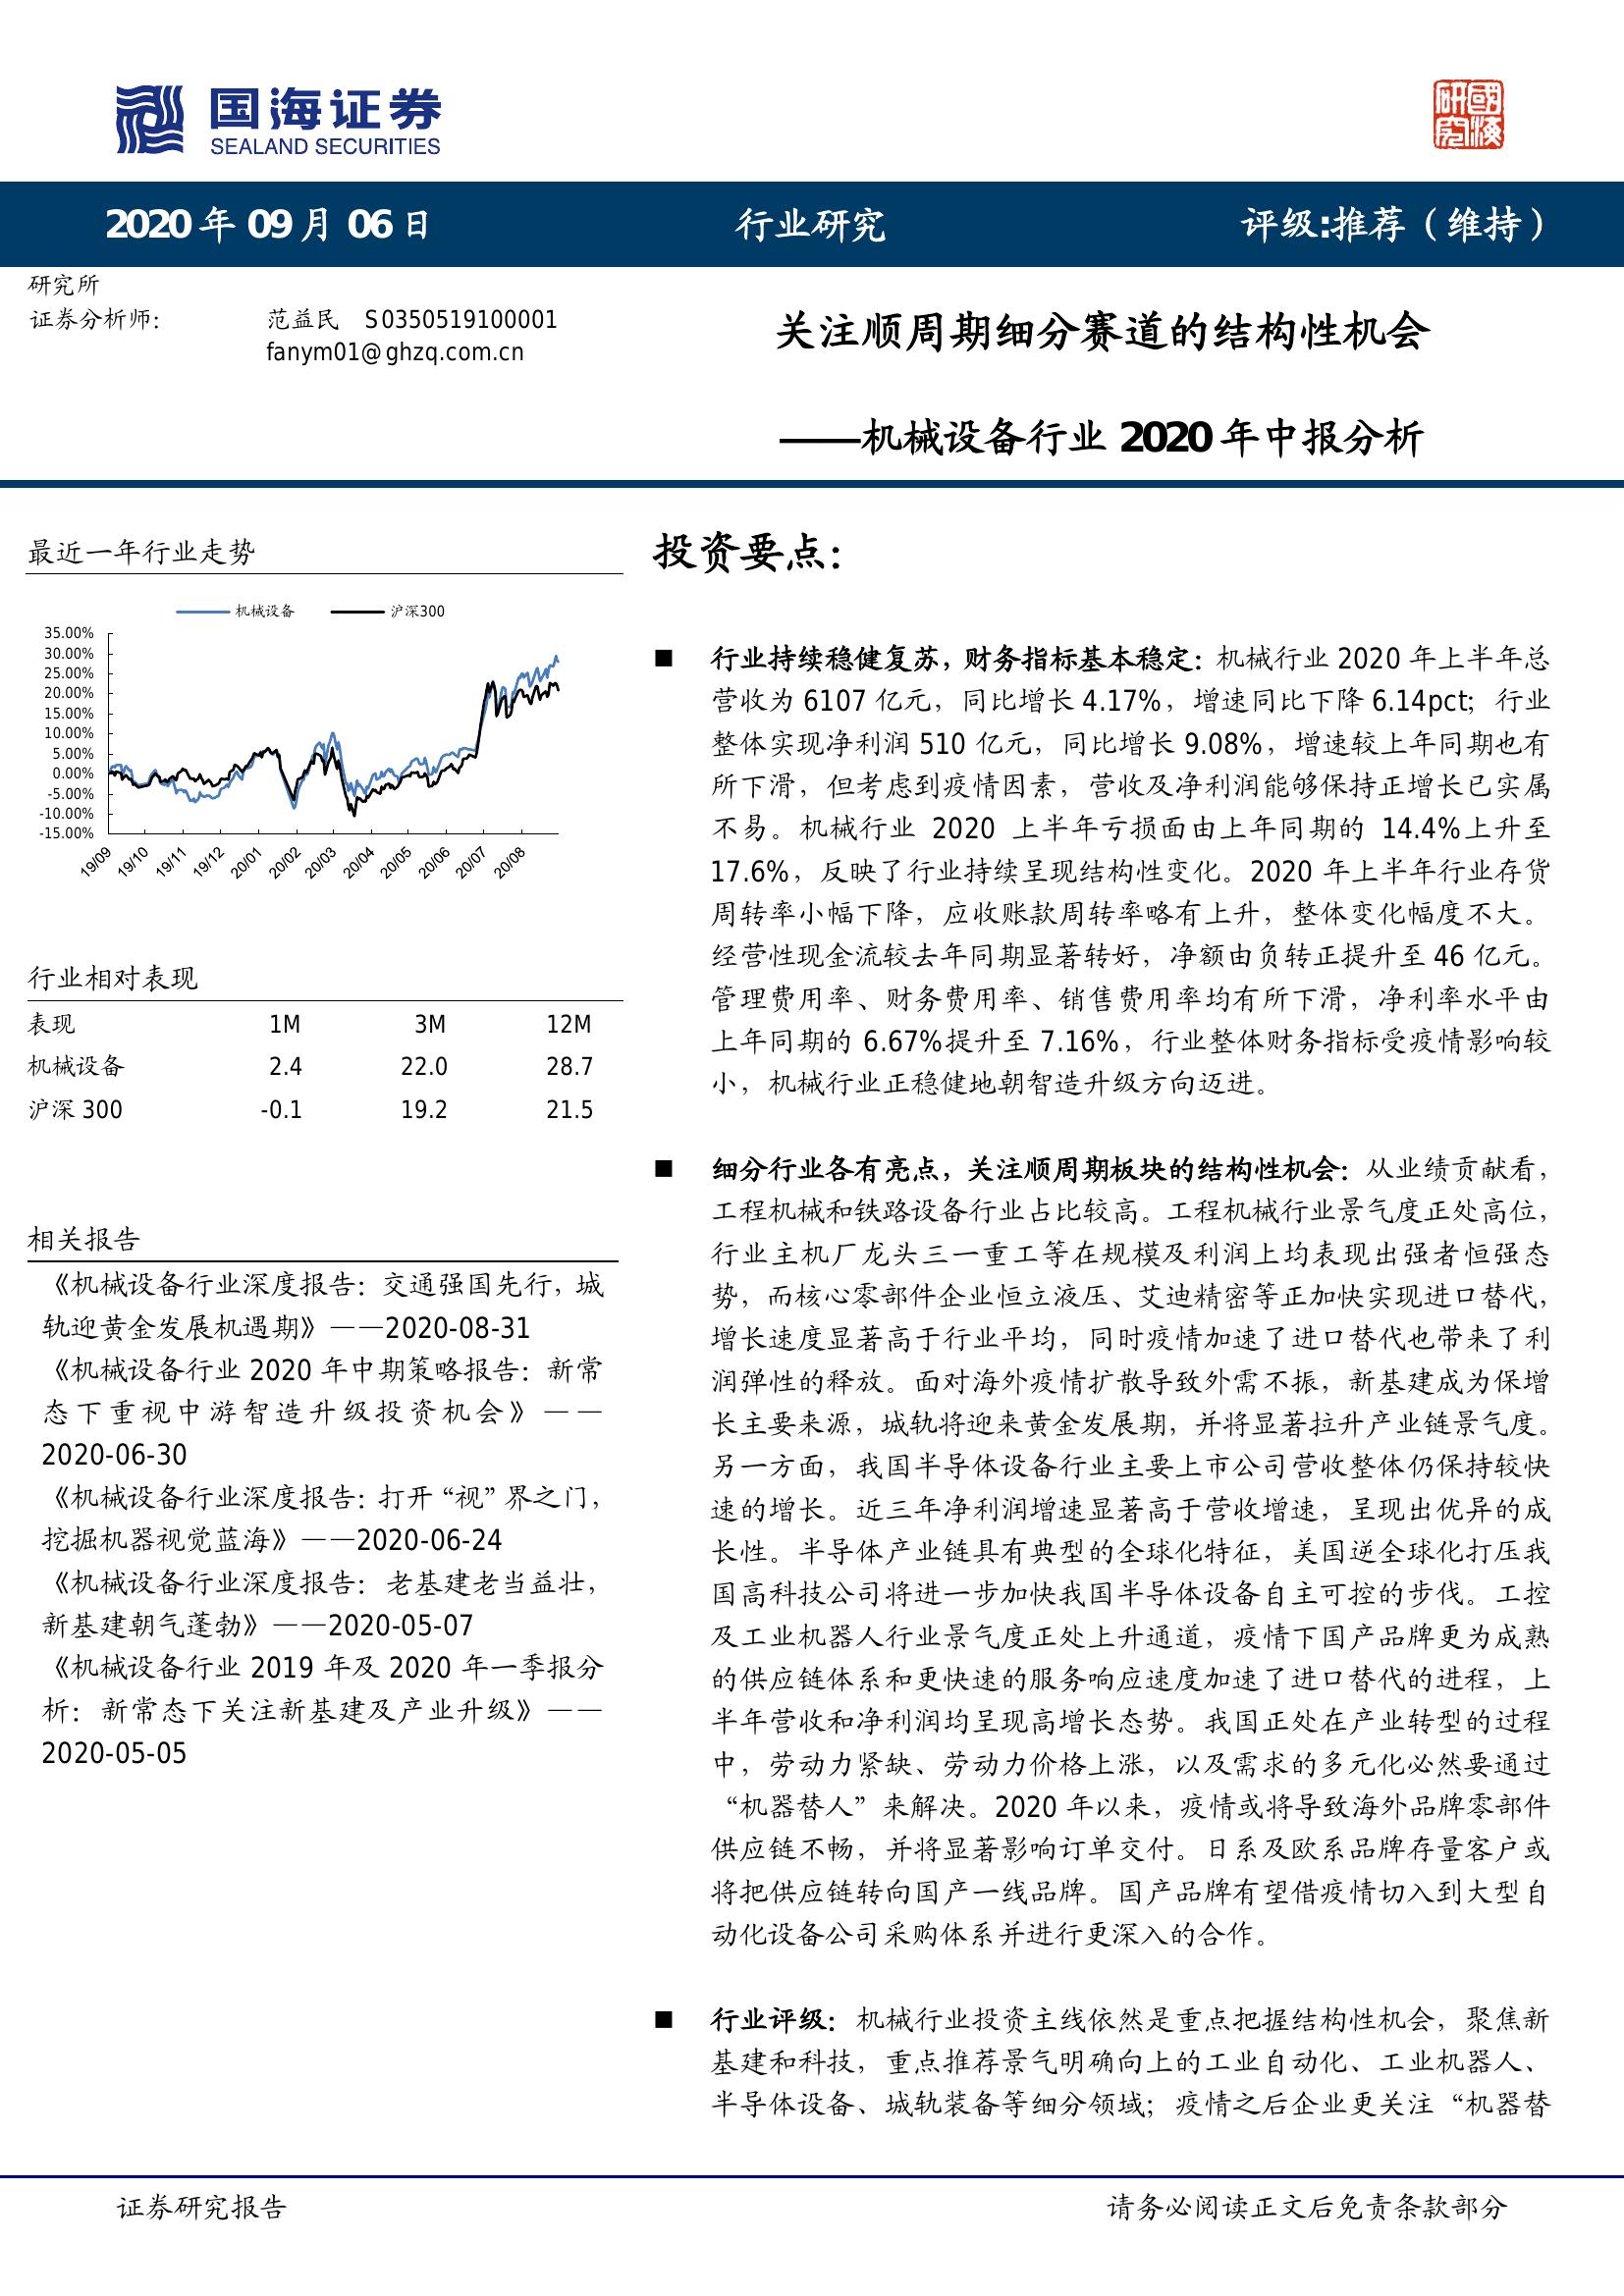 国海证券
SEALAND SECURITIES
研究
國海
2020 年 09 月 06 日
行业研究
评级:推荐（维持）
研究所
证券分析师： 范益民 S0350519100001
fanym01@ghzq.com.cn
关注顺周期细分赛道的结构性机会
——机械设备行业 2020 年中报分析
最近一年行业走势
机械设备 沪深300
35.00%
30.00%
25.00%
20.00%
15.00%
10.00%
5.00%
0.00%
-5.00%
-10.00%
-15.00%
19/09 19/10 19/11 19/12 20/01 20/02 20/03 20/04 20/05 20/06 20/07 20/08
行业相对表现
表现 1M 3M 12M
机械设备 2.4 22.0 28.7
沪深 300 -0.1 19.2 21.5
相关报告
《机械设备行业深度报告：交通强国先行，城
轨迎黄金发展机遇期》——2020-08-31
《机械设备行业 2020 年中期策略报告：新常
态下重视中游智造升级投资机会》——
2020-06-30
《机械设备行业深度报告：打开“视”界之门，
挖掘机器视觉蓝海》——2020-06-24
《机械设备行业深度报告：老基建老当益壮，
新基建朝气蓬勃》——2020-05-07
《机械设备行业 2019 年及 2020 年一季报分
析：新常态下关注新基建及产业升级》——
2020-05-05
投资要点：
■ 行业持续稳健复苏，财务指标基本稳定：机械行业 2020 年上半年总
营收为 6107 亿元，同比增长 4.17%，增速同比下降 6.14pct；行业
整体实现净利润 510 亿元，同比增长 9.08%，增速较上年同期也有
所下滑，但考虑到疫情因素，营收及净利润能够保持正增长已实属
不易。机械行业 2020 上半年亏损面由上年同期的 14.4%上升至
17.6%，反映了行业持续呈现结构性变化。2020 年上半年行业存货
周转率小幅下降，应收账款周转率略有上升，整体变化幅度不大。
经营性现金流较去年同期显著转好，净额由负转正提升至 46 亿元。
管理费用率、财务费用率、销售费用率均有所下滑，净利率水平由
上年同期的 6.67%提升至 7.16%，行业整体财务指标受疫情影响较
小，机械行业正稳健地朝智造升级方向迈进。
■ 细分行业各有亮点，关注顺周期板块的结构性机会：从业绩贡献看，
工程机械和铁路设备行业占比较高。工程机械行业景气度正处高位，
行业主机厂龙头三一重工等在规模及利润上均表现出强者恒强态
势，而核心零部件企业恒立液压、艾迪精密等正加快实现进口替代，
增长速度显著高于行业平均，同时疫情加速了进口替代也带来了利
润弹性的释放。面对海外疫情扩散导致外需不振，新基建成为保增
长主要来源，城轨将迎来黄金发展期，并将显著拉升产业链景气度。
另一方面，我国半导体设备行业主要上市公司营收整体仍保持较快
速的增长。近三年净利润增速显著高于营收增速，呈现出优异的成
长性。半导体产业链具有典型的全球化特征，美国逆全球化打压我
国高科技公司将进一步加快我国半导体设备自主可控的步伐。工控
及工业机器人行业景气度正处上升通道，疫情下国产品牌更为成熟
的供应链体系和更快速的服务响应速度加速了进口替代的进程，上
半年营收和净利润均呈现高增长态势。我国正处在产业转型的过程
中，劳动力紧缺、劳动力价格上涨，以及需求的多元化必然要通过
“机器替人”来解决。2020 年以来，疫情或将导致海外品牌零部件
供应链不畅，并将显著影响订单交付。日系及欧系品牌存量客户或
将把供应链转向国产一线品牌。国产品牌有望借疫情切入到大型自
动化设备公司采购体系并进行更深入的合作。
■ 行业评级：机械行业投资主线依然是重点把握结构性机会，聚焦新
基建和科技，重点推荐景气明确向上的工业自动化、工业机器人、
半导体设备、城轨装备等细分领域；疫情之后企业更关注“机器替
证券研究报告
请务必阅读正文后免责条款部分